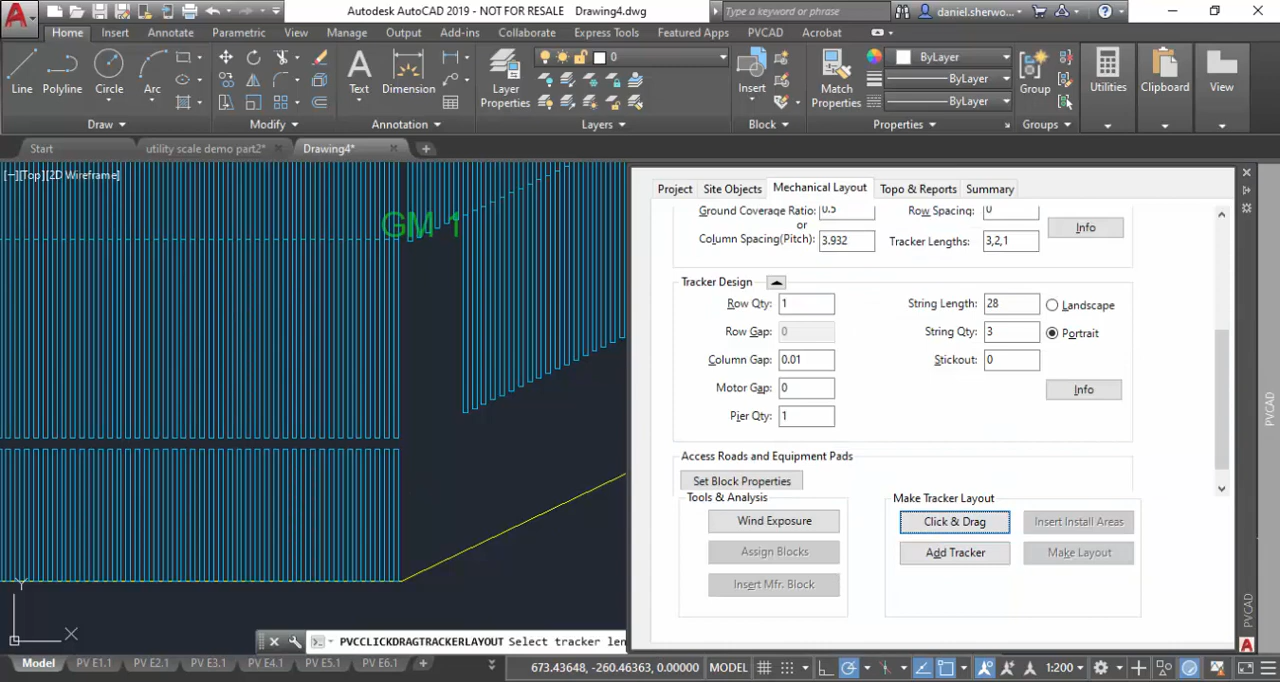 Autodesk AutoCAD 2019 - NOT FOR RESALE Drawing4.dwg
Type a keyword or phrase
daniel.sherwo...
Home Insert Annotate Parametric View Manage Output Add-ins Collaborate Express Tools Featured Apps PVCAD Acrobat
0
ByLayer
ByLayer
ByLayer
Line Polyline Circle Arc
Text Dimension
Layer Properties
Insert
Match Properties
Group
Utilities
Clipboard
View
Draw Modify Annotation Layers Block Properties Groups
Start utility scale demo part2* Drawing4*
[−][Top][2D Wireframe]
GM 1
Project Site Objects Mechanical Layout Topo & Reports Summary
Ground Coverage Ratio: 0.5 Row Spacing: 0
or
Info
Column Spacing(Pitch): 3.932 Tracker Lengths: 3,2,1
Tracker Design
Row Qty: 1 String Length: 28 Landscape
Row Gap: 0 String Qty: 3 Portrait
Column Gap: 0.01 Stickout: 0
Motor Gap: 0 Info
Pier Qty: 1
Access Roads and Equipment Pads
Set Block Properties
Tools & Analysis Make Tracker Layout
Wind Exposure Click & Drag Insert Install Areas
Assign Blocks Add Tracker Make Layout
Insert Mfr. Block
PVCAD
PVCAD
Y
X
PVCCLICKDRAGTRACKERLAYOUT Select tracker len
Model PV E1.1 PV E2.1 PV E3.1 PV E4.1 PV E5.1 PV E6.1
673.43648, -260.46363, 0.00000 MODEL 1:200